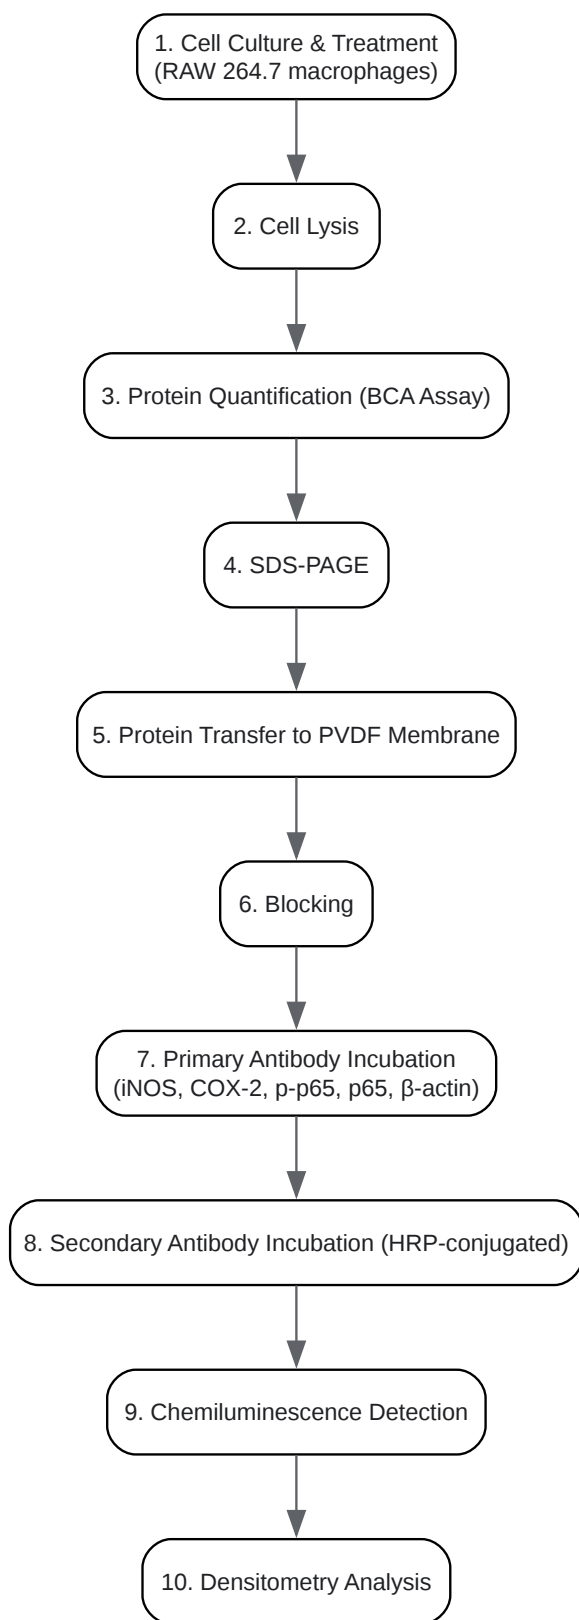 1. Cell Culture & Treatment
(RAW 264.7 macrophages)
2. Cell Lysis
3. Protein Quantification (BCA Assay)
4. SDS-PAGE
5. Protein Transfer to PVDF Membrane
6. Blocking
7. Primary Antibody Incubation
(iNOS, COX-2, p-p65, p65, β-actin)
8. Secondary Antibody Incubation (HRP-conjugated)
9. Chemiluminescence Detection
10. Densitometry Analysis